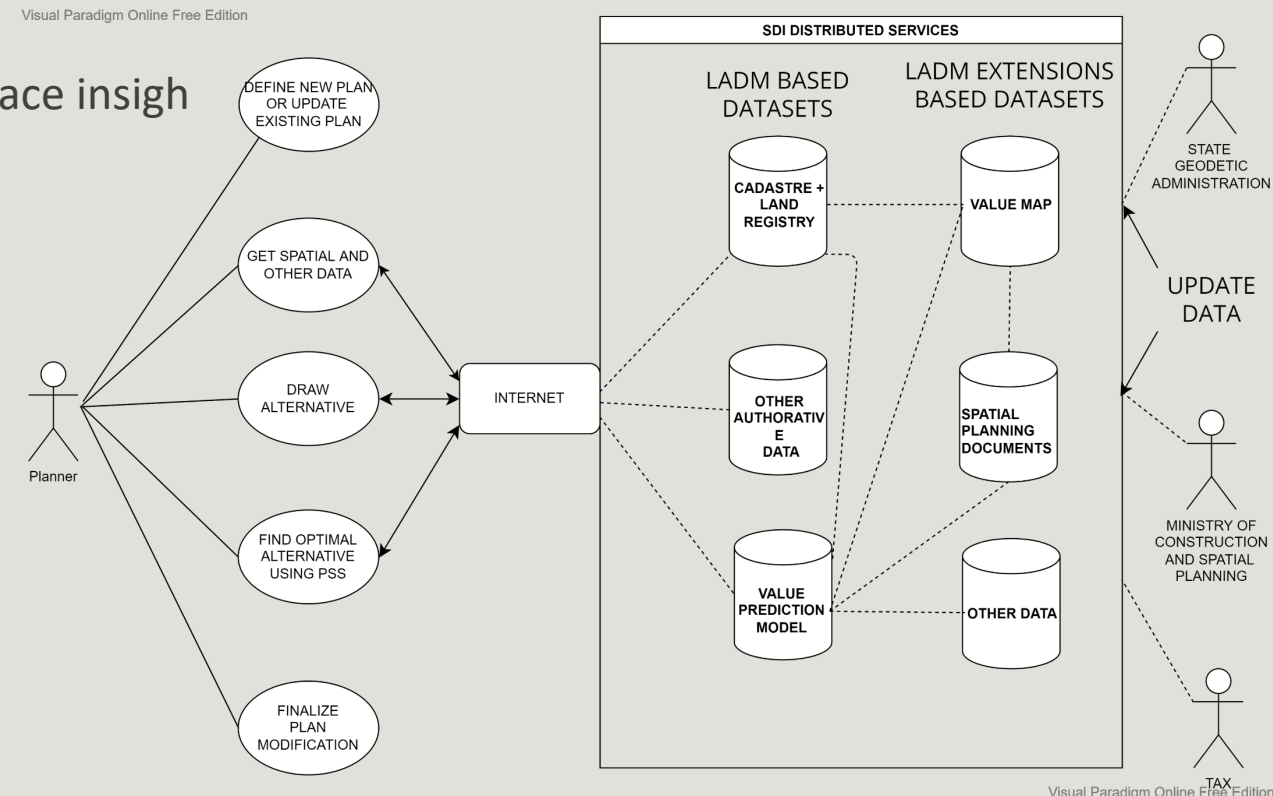 Visual Paradigm Online Free Edition
ace insigh
DEFINE NEW PLAN
OR UPDATE
EXISTING PLAN
GET SPATIAL AND
OTHER DATA
DRAW
ALTERNATIVE
FIND OPTIMAL
ALTERNATIVE
USING PSS
FINALIZE
PLAN
MODIFICATION
Planner
INTERNET
SDI DISTRIBUTED SERVICES
LADM BASED
DATASETS
LADM EXTENSIONS
BASED DATASETS
CADASTRE +
LAND
REGISTRY
VALUE MAP
OTHER
AUTHORATIV
E
DATA
SPATIAL
PLANNING
DOCUMENTS
VALUE
PREDICTION
MODEL
OTHER DATA
STATE
GEODETIC
ADMINISTRATION
UPDATE
DATA
MINISTRY OF
CONSTRUCTION
AND SPATIAL
PLANNING
TAX
Visual Paradigm Online Free Edition